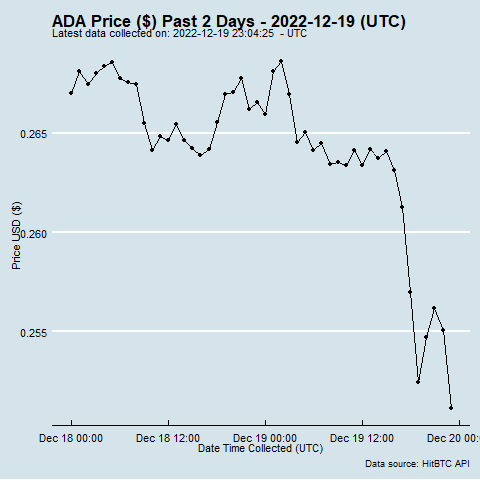 ADA Price ($) Past 2 Days - 2022-12-19 (UTC)
Latest data collected on: 2022-12-19 23:04:25 - UTC
Price USD ($)
0.265
0.260
0.255
Dec 18 00:00 Dec 18 12:00 Dec 19 00:00 Dec 19 12:00 Dec 20 00:
Date Time Collected (UTC)
Data source: HitBTC API